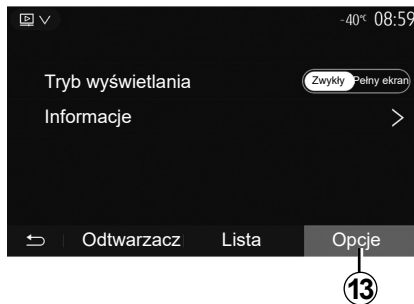 -40°C 08:59
Tryb wyświetlania Zwykły Pełny ekran
Informacje
Odtwarzacz Lista Opcje
13